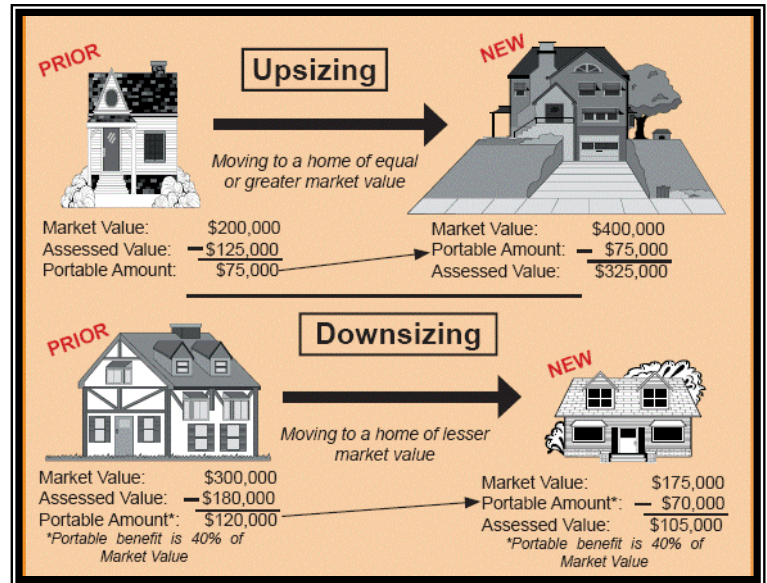 PRIOR
Upsizing
NEW
Moving to a home of equal
or greater market value
Market Value: $200,000
Assessed Value: – $125,000
Portable Amount: $75,000
Market Value: $400,000
Portable Amount: – $75,000
Assessed Value: $325,000
PRIOR
Downsizing
NEW
Moving to a home of lesser
market value
Market Value: $300,000
Assessed Value: – $180,000
Portable Amount*: $120,000
*Portable benefit is 40% of
Market Value
Market Value: $175,000
Portable Amount*: – $70,000
Assessed Value: $105,000
*Portable benefit is 40% of
Market Value